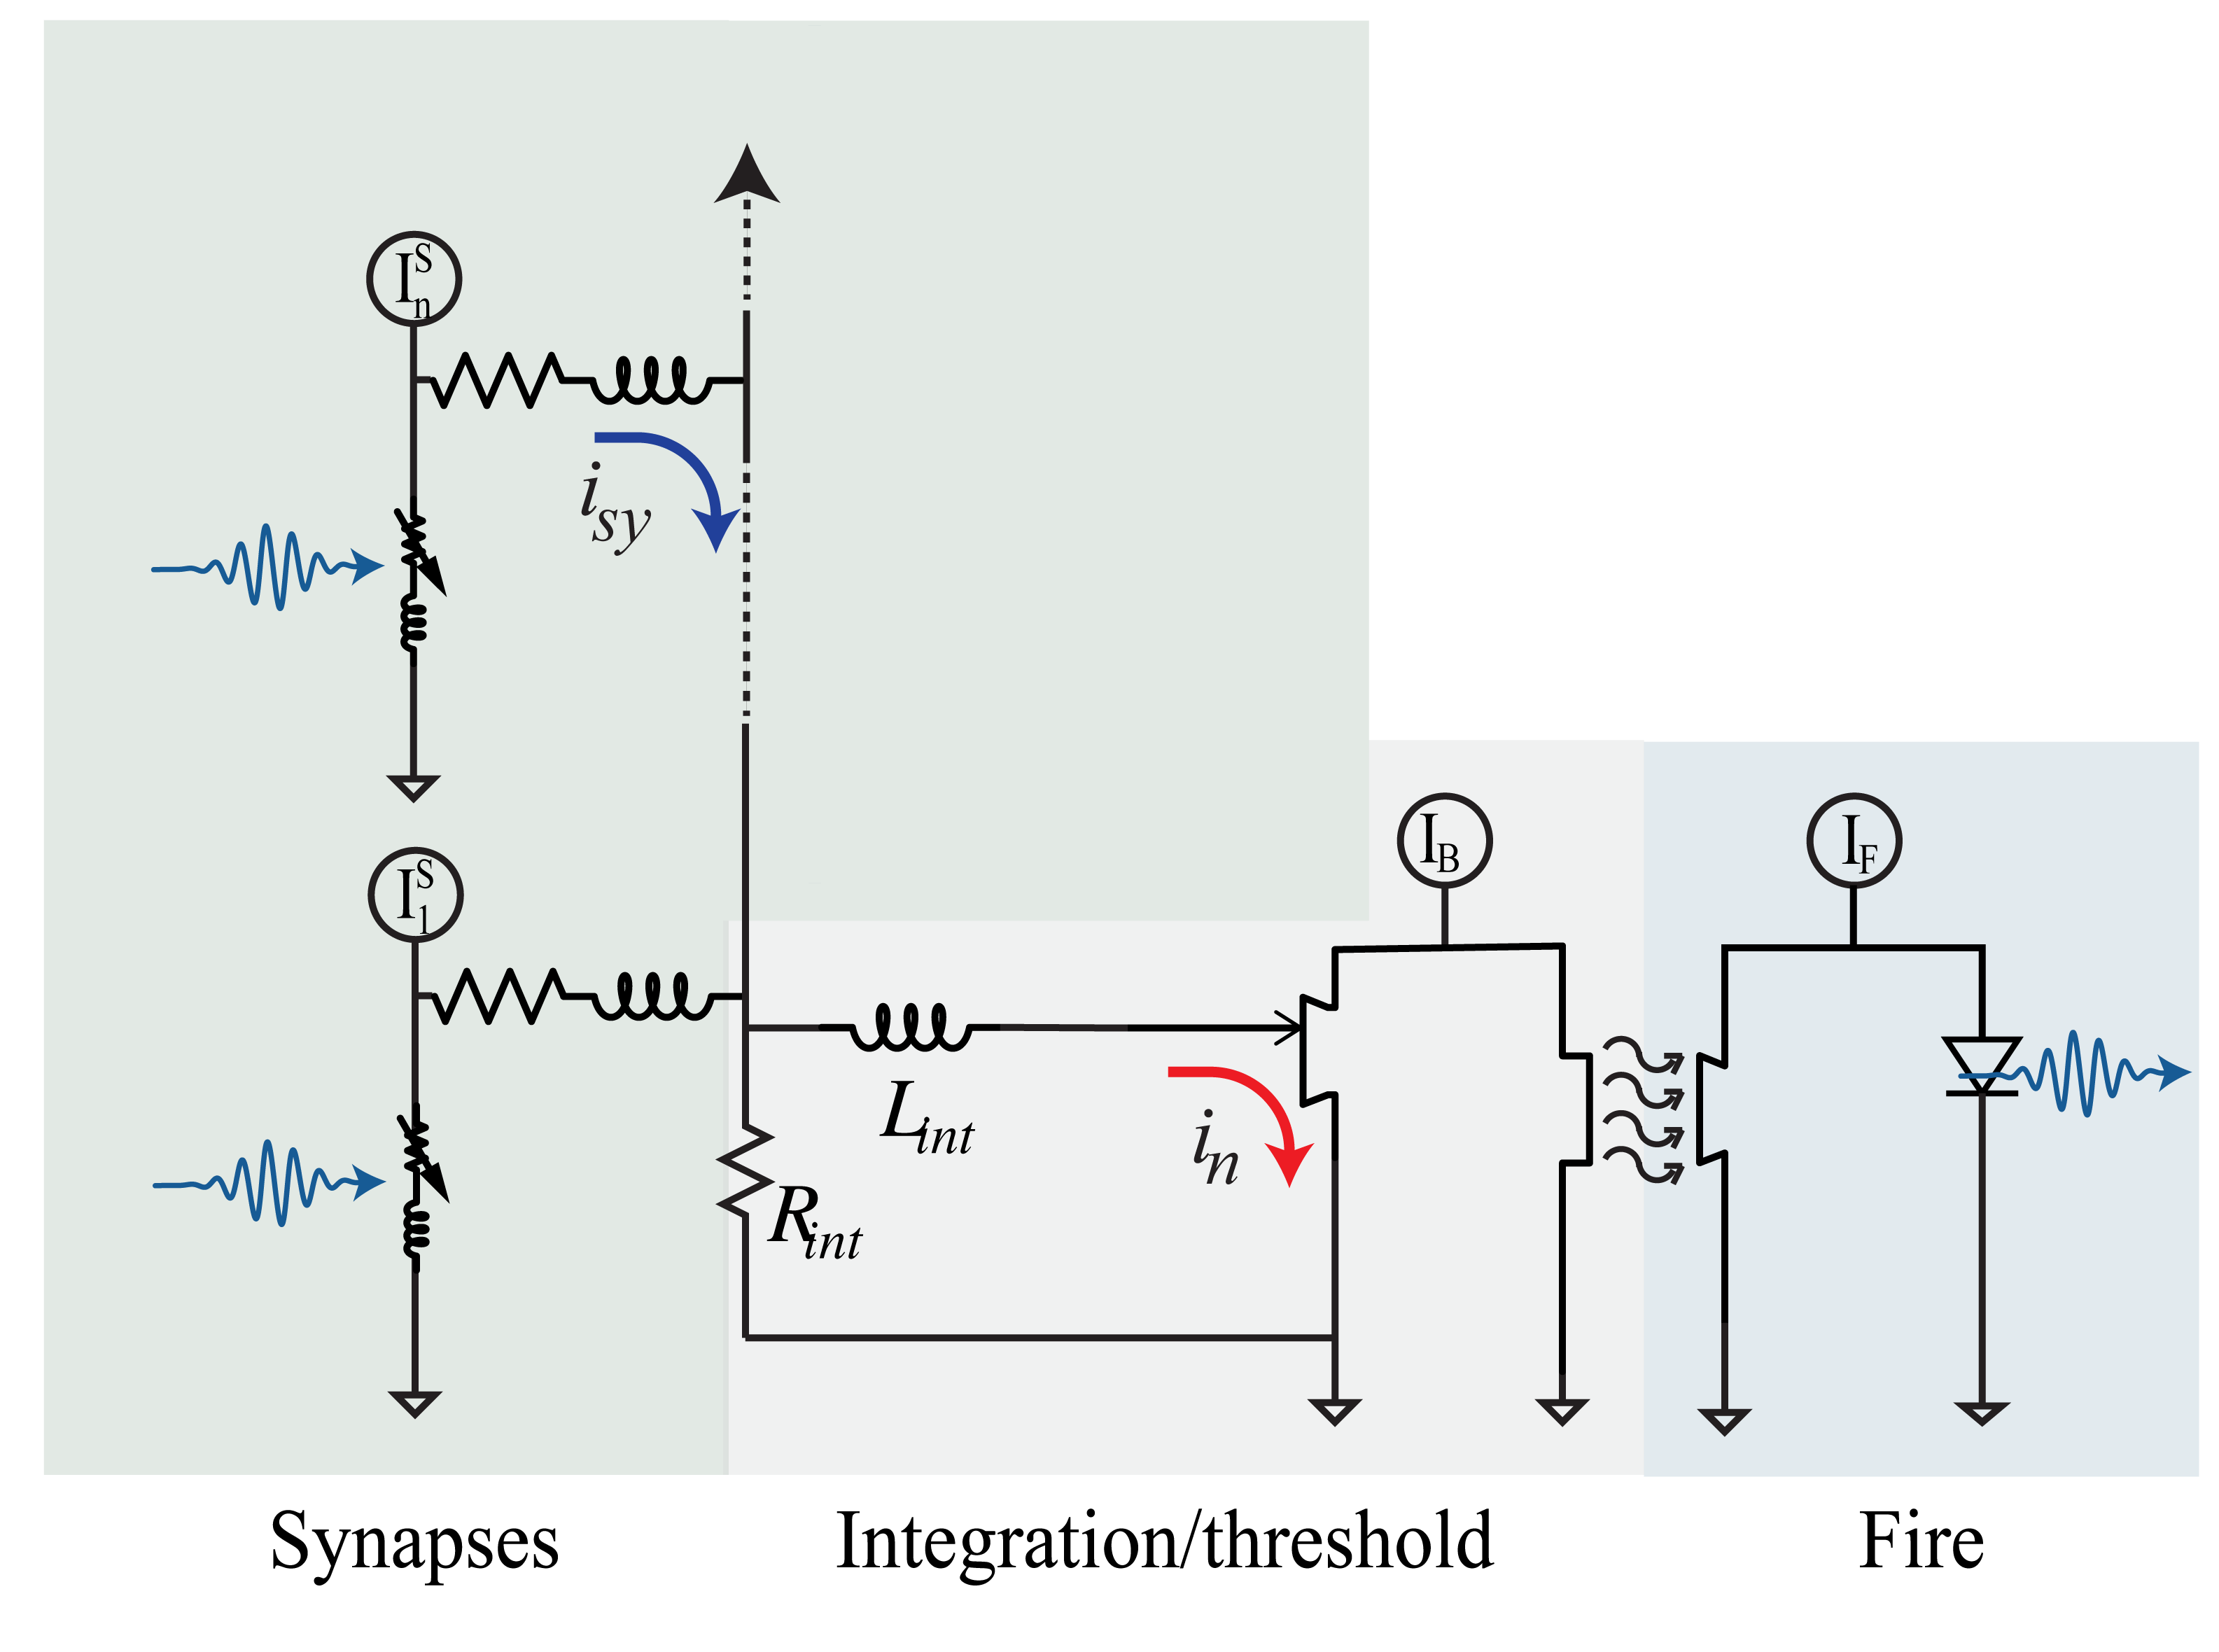 I_n^S
i_sy
I_1^S
I_B
I_F
L_int
i_n
R_int
Synapses
Integration/threshold
Fire